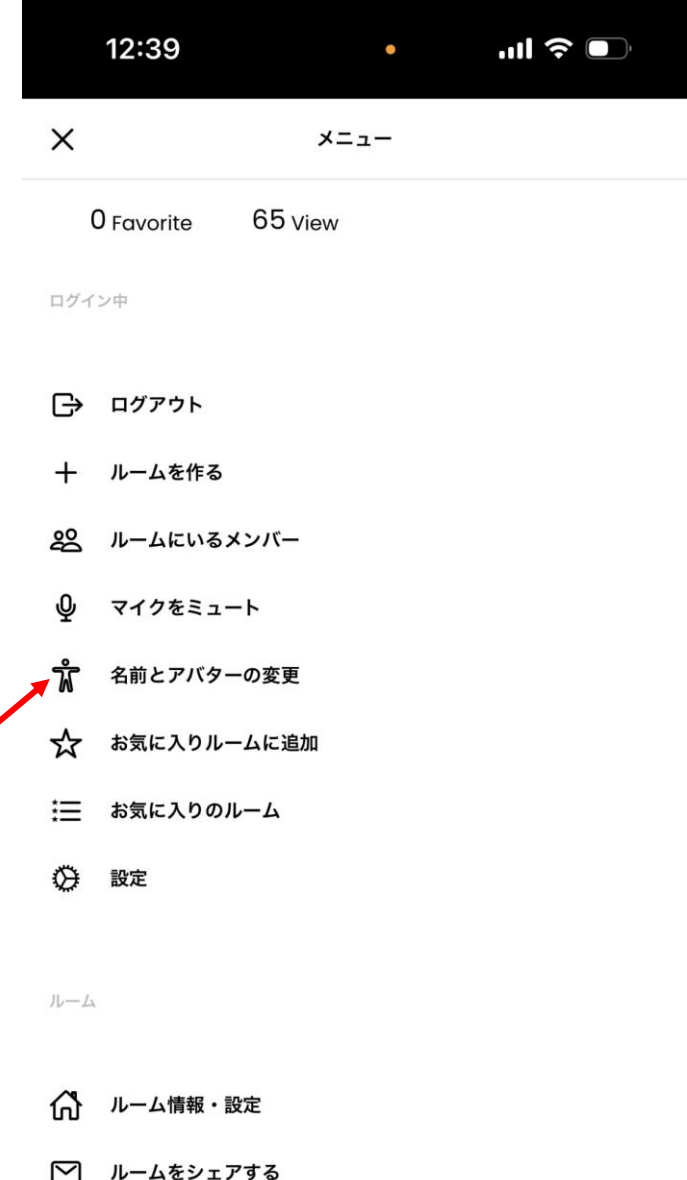 12:39
メニュー
0 Favorite 65 View
ログイン中
ログアウト
ルームを作る
ルームにいるメンバー
マイクをミュート
名前とアバターの変更
お気に入りルームに追加
お気に入りのルーム
設定
ルーム
ルーム情報・設定
ルームをシェアする